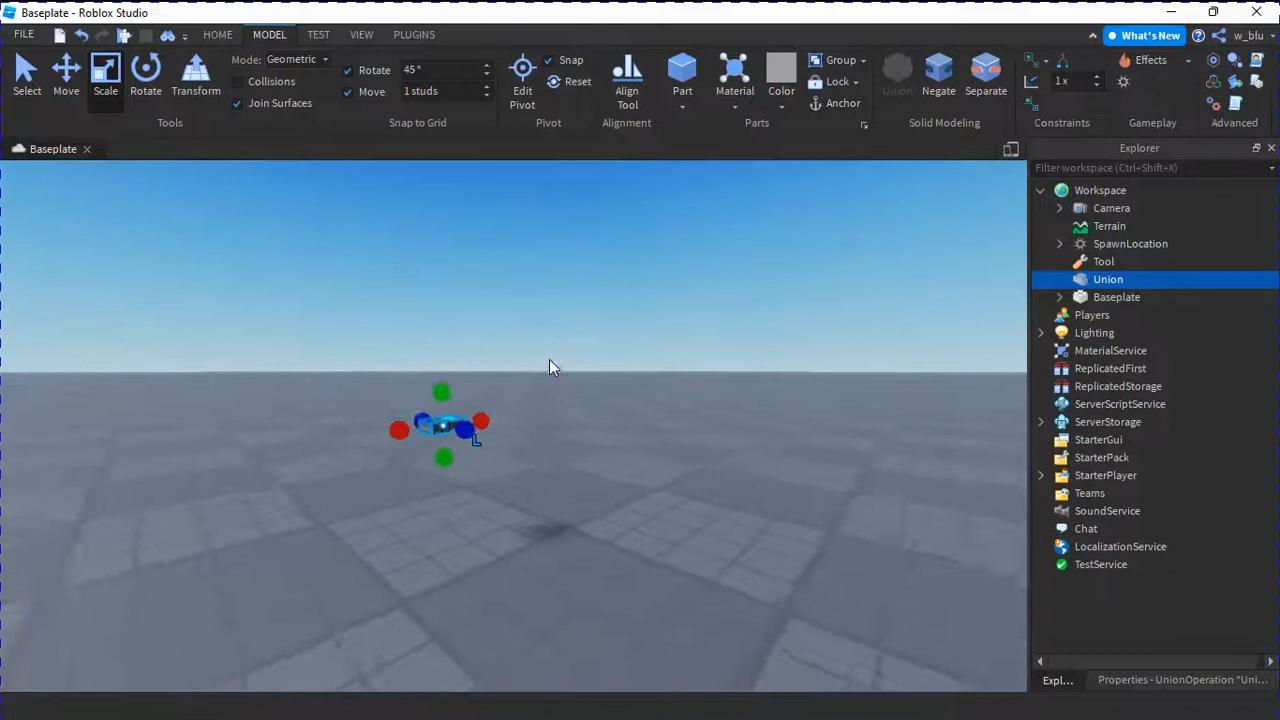 Baseplate - Roblox Studio
FILE HOME MODEL TEST VIEW PLUGINS What's New w_blu
Select Move Scale Rotate Transform
Mode: Geometric
Collisions
Join Surfaces
Tools
Rotate 45°
Move 1 studs
Snap to Grid
Edit Pivot
Snap
Reset
Pivot
Align Tool
Alignment
Part Material Color
Group
Lock
Anchor
Parts
Union Negate Separate
Solid Modeling
1 x
Constraints
Effects
Gameplay
Advanced
Baseplate
L
Explorer
Filter workspace (Ctrl+Shift+X)
Workspace
Camera
Terrain
SpawnLocation
Tool
Union
Baseplate
Players
Lighting
MaterialService
ReplicatedFirst
ReplicatedStorage
ServerScriptService
ServerStorage
StarterGui
StarterPack
StarterPlayer
Teams
SoundService
Chat
LocalizationService
TestService
Expl... Properties - UnionOperation "Uni...